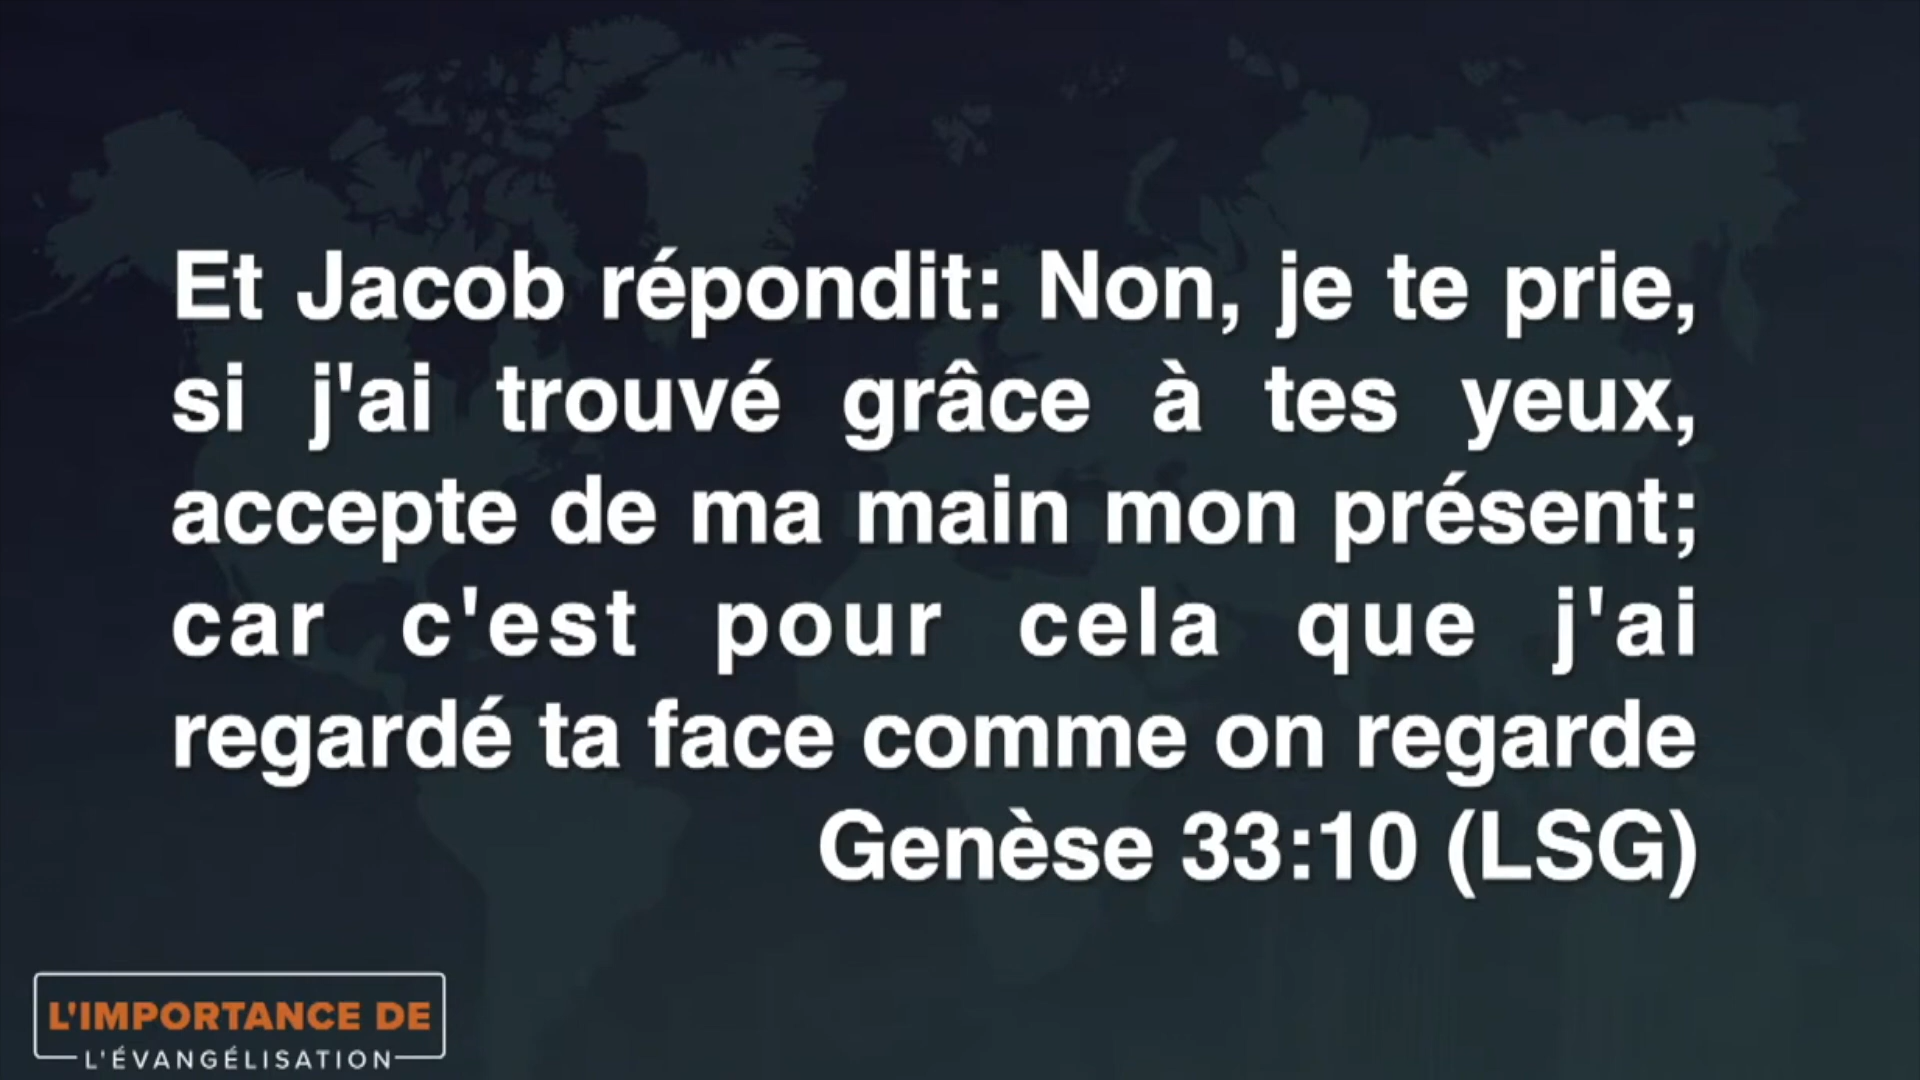 Et Jacob répondit: Non, je te prie,
si j'ai trouvé grâce à tes yeux,
accepte de ma main mon présent;
car c'est pour cela que j'ai
regardé ta face comme on regarde
Genèse 33:10 (LSG)
L'IMPORTANCE DE
L'ÉVANGÉLISATION